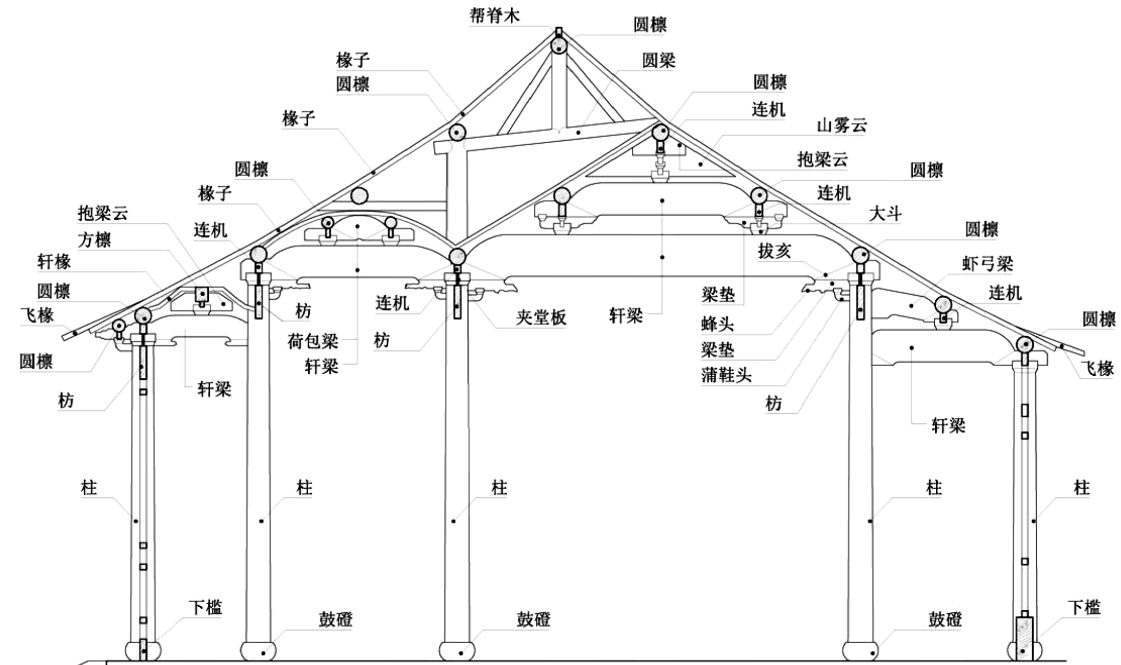 帮脊木
圆檩
椽子
圆梁
圆檩
圆檩
连机
椽子
山雾云
抱梁云
圆檩
圆檩
椽子
连机
抱梁云
大斗
连机
圆檩
方檩
拔亥
轩椽
虾弓梁
圆檩
梁垫
连机
飞椽
枋
连机
夹堂板
轩梁
蜂头
圆檩
荷包梁
枋
梁垫
圆檩
轩梁
蒲鞋头
飞椽
轩梁
枋
枋
轩梁
柱
柱
柱
柱
柱
下槛
鼓磴
鼓磴
鼓磴
下槛